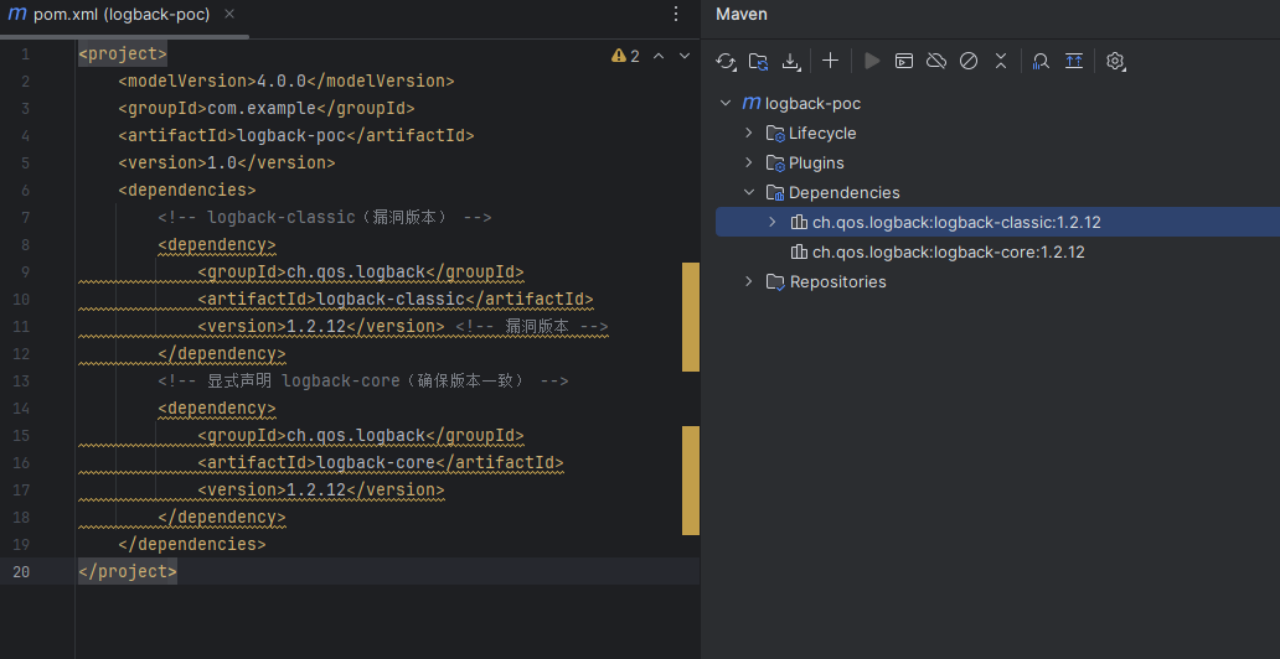 pom.xml (logback-poc)
Maven
2
1 <project>
2 <modelVersion>4.0.0</modelVersion>
3 <groupId>com.example</groupId>
4 <artifactId>logback-poc</artifactId>
5 <version>1.0</version>
6 <dependencies>
7 <!-- logback-classic（漏洞版本） -->
8 <dependency>
9 <groupId>ch.qos.logback</groupId>
10 <artifactId>logback-classic</artifactId>
11 <version>1.2.12</version> <!-- 漏洞版本 -->
12 </dependency>
13 <!-- 显式声明 logback-core（确保版本一致） -->
14 <dependency>
15 <groupId>ch.qos.logback</groupId>
16 <artifactId>logback-core</artifactId>
17 <version>1.2.12</version>
18 </dependency>
19 </dependencies>
20 </project>
logback-poc
Lifecycle
Plugins
Dependencies
ch.qos.logback:logback-classic:1.2.12
ch.qos.logback:logback-core:1.2.12
Repositories